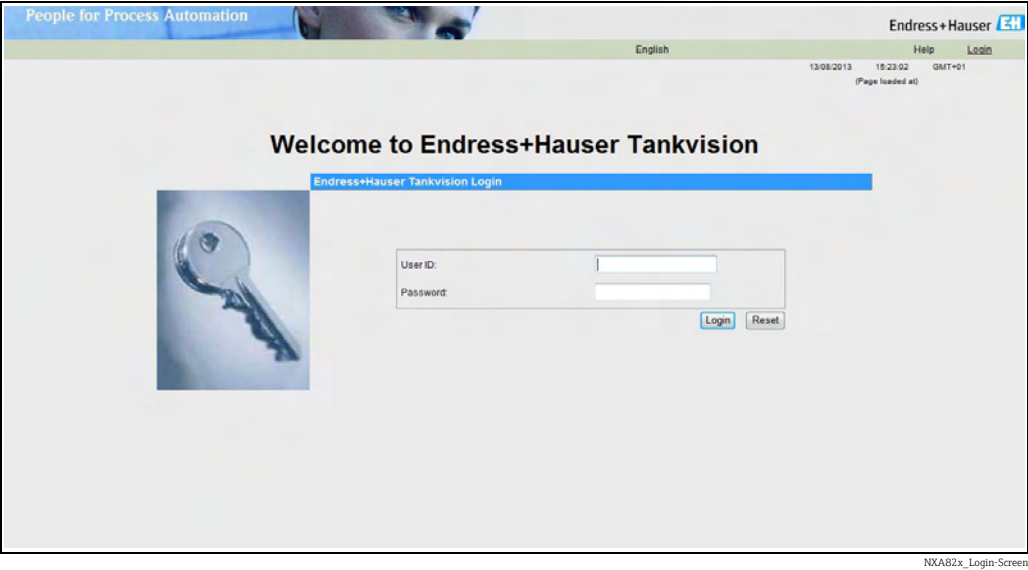 People for Process Automation
Endress+Hauser EH
English Help Login
13/08/2013 16:23:02 GMT+01
(Page loaded at)
Welcome to Endress+Hauser Tankvision
Endress+Hauser Tankvision Login
User ID:
Password:
Login Reset
NXA82x_Login-Screen